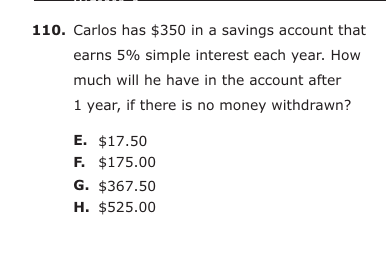 110. Carlos has $350 in a savings account that
earns 5% simple interest each year. How
much will he have in the account after
1 year, if there is no money withdrawn?
E. $17.50
F. $175.00
G. $367.50
H. $525.00